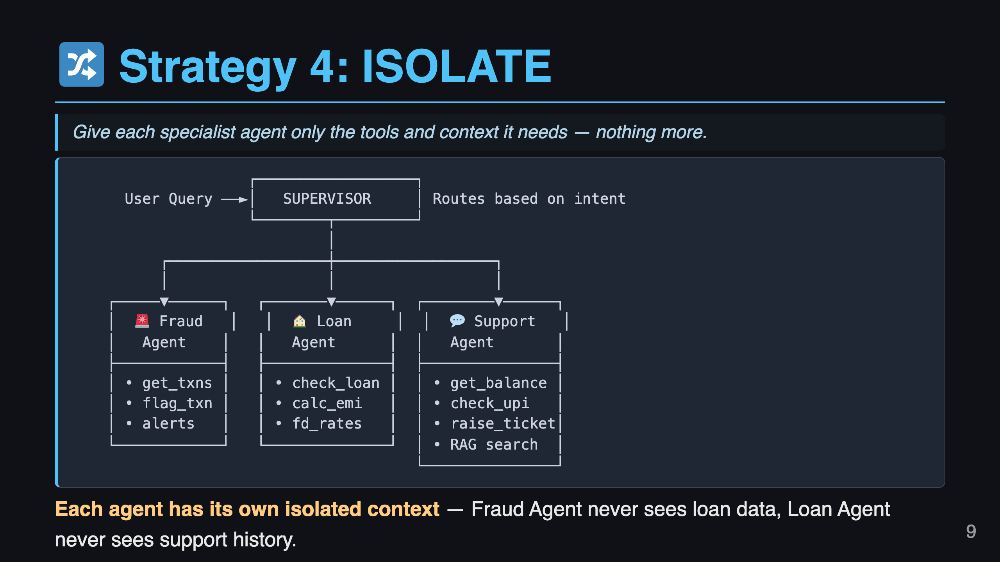 Strategy 4: ISOLATE
Give each specialist agent only the tools and context it needs — nothing more.
User Query
SUPERVISOR
Routes based on intent
Fraud
Agent
• get_txns
• flag_txn
• alerts
Loan
Agent
• check_loan
• calc_emi
• fd_rates
Support
Agent
• get_balance
• check_upi
• raise_ticket
• RAG search
Each agent has its own isolated context — Fraud Agent never sees loan data, Loan Agent
never sees support history.
9